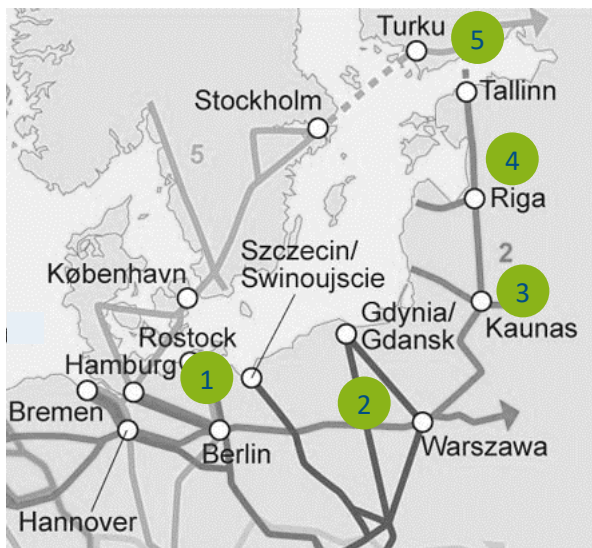 Turku
5
Tallinn
Stockholm
5
4
Riga
Szczecin/
Swinoujscie
2
København
3
Kaunas
Gdynia/
Gdansk
Rostock
Hamburg
1
2
Bremen
Warszawa
Berlin
Hannover